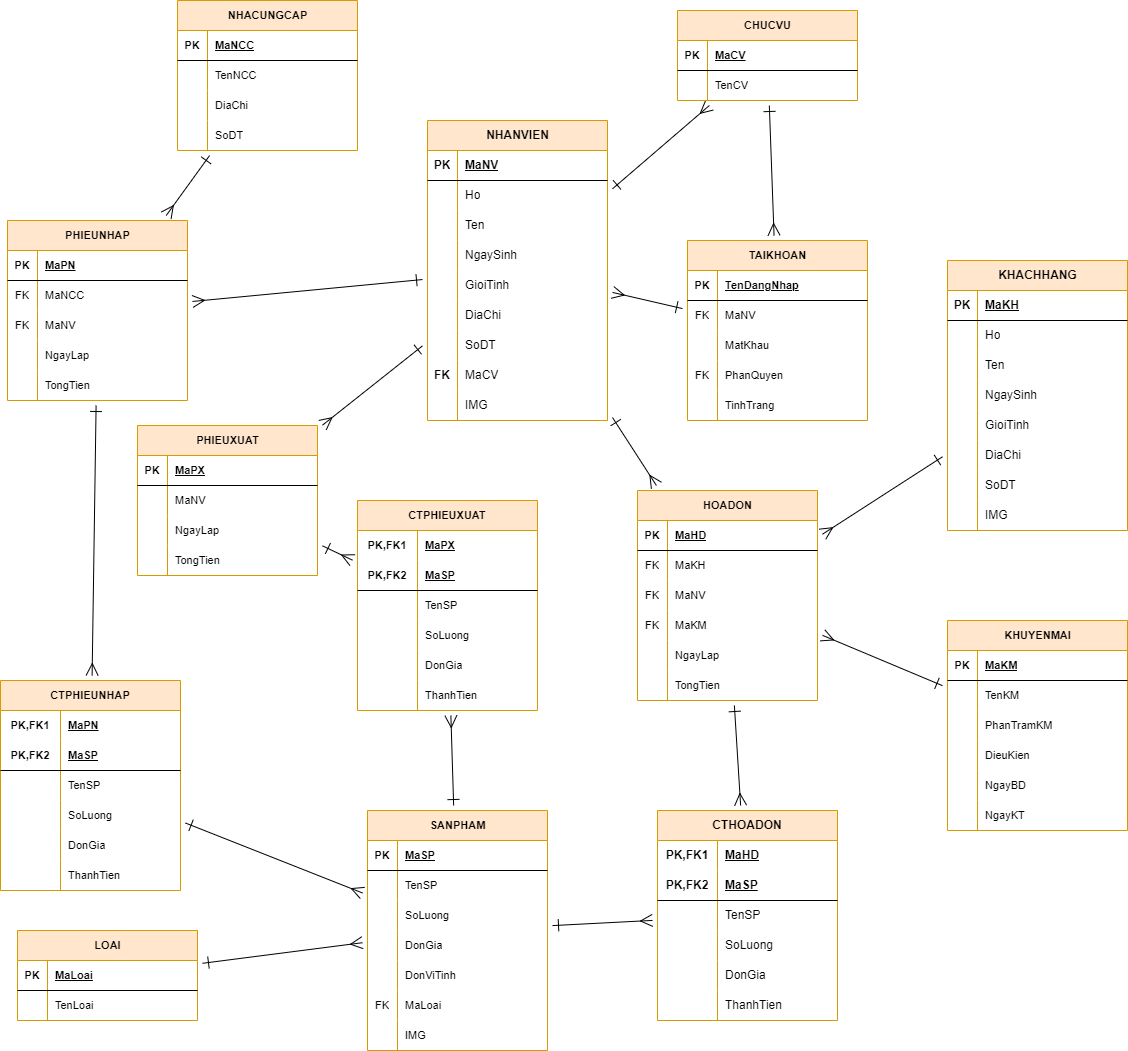 NHACUNGCAP
PK MaNCC
TenNCC
DiaChi
SoDT
CHUCVU
PK MaCV
TenCV
NHANVIEN
PK MaNV
Ho
Ten
NgaySinh
GioiTinh
DiaChi
SoDT
FK MaCV
IMG
PHIEUNHAP
PK MaPN
FK MaNCC
FK MaNV
NgayLap
TongTien
TAIKHOAN
PK TenDangNhap
FK MaNV
MatKhau
FK PhanQuyen
TinhTrang
KHACHHANG
PK MaKH
Ho
Ten
NgaySinh
GioiTinh
DiaChi
SoDT
IMG
PHIEUXUAT
PK MaPX
MaNV
NgayLap
TongTien
CTPHIEUXUAT
PK,FK1 MaPX
PK,FK2 MaSP
TenSP
SoLuong
DonGia
ThanhTien
HOADON
PK MaHD
FK MaKH
FK MaNV
FK MaKM
NgayLap
TongTien
KHUYENMAI
PK MaKM
TenKM
PhanTramKM
DieuKien
NgayBD
NgayKT
CTPHIEUNHAP
PK,FK1 MaPN
PK,FK2 MaSP
TenSP
SoLuong
DonGia
ThanhTien
SANPHAM
PK MaSP
TenSP
SoLuong
DonGia
DonViTinh
FK MaLoai
IMG
CTHOADON
PK,FK1 MaHD
PK,FK2 MaSP
TenSP
SoLuong
DonGia
ThanhTien
LOAI
PK MaLoai
TenLoai